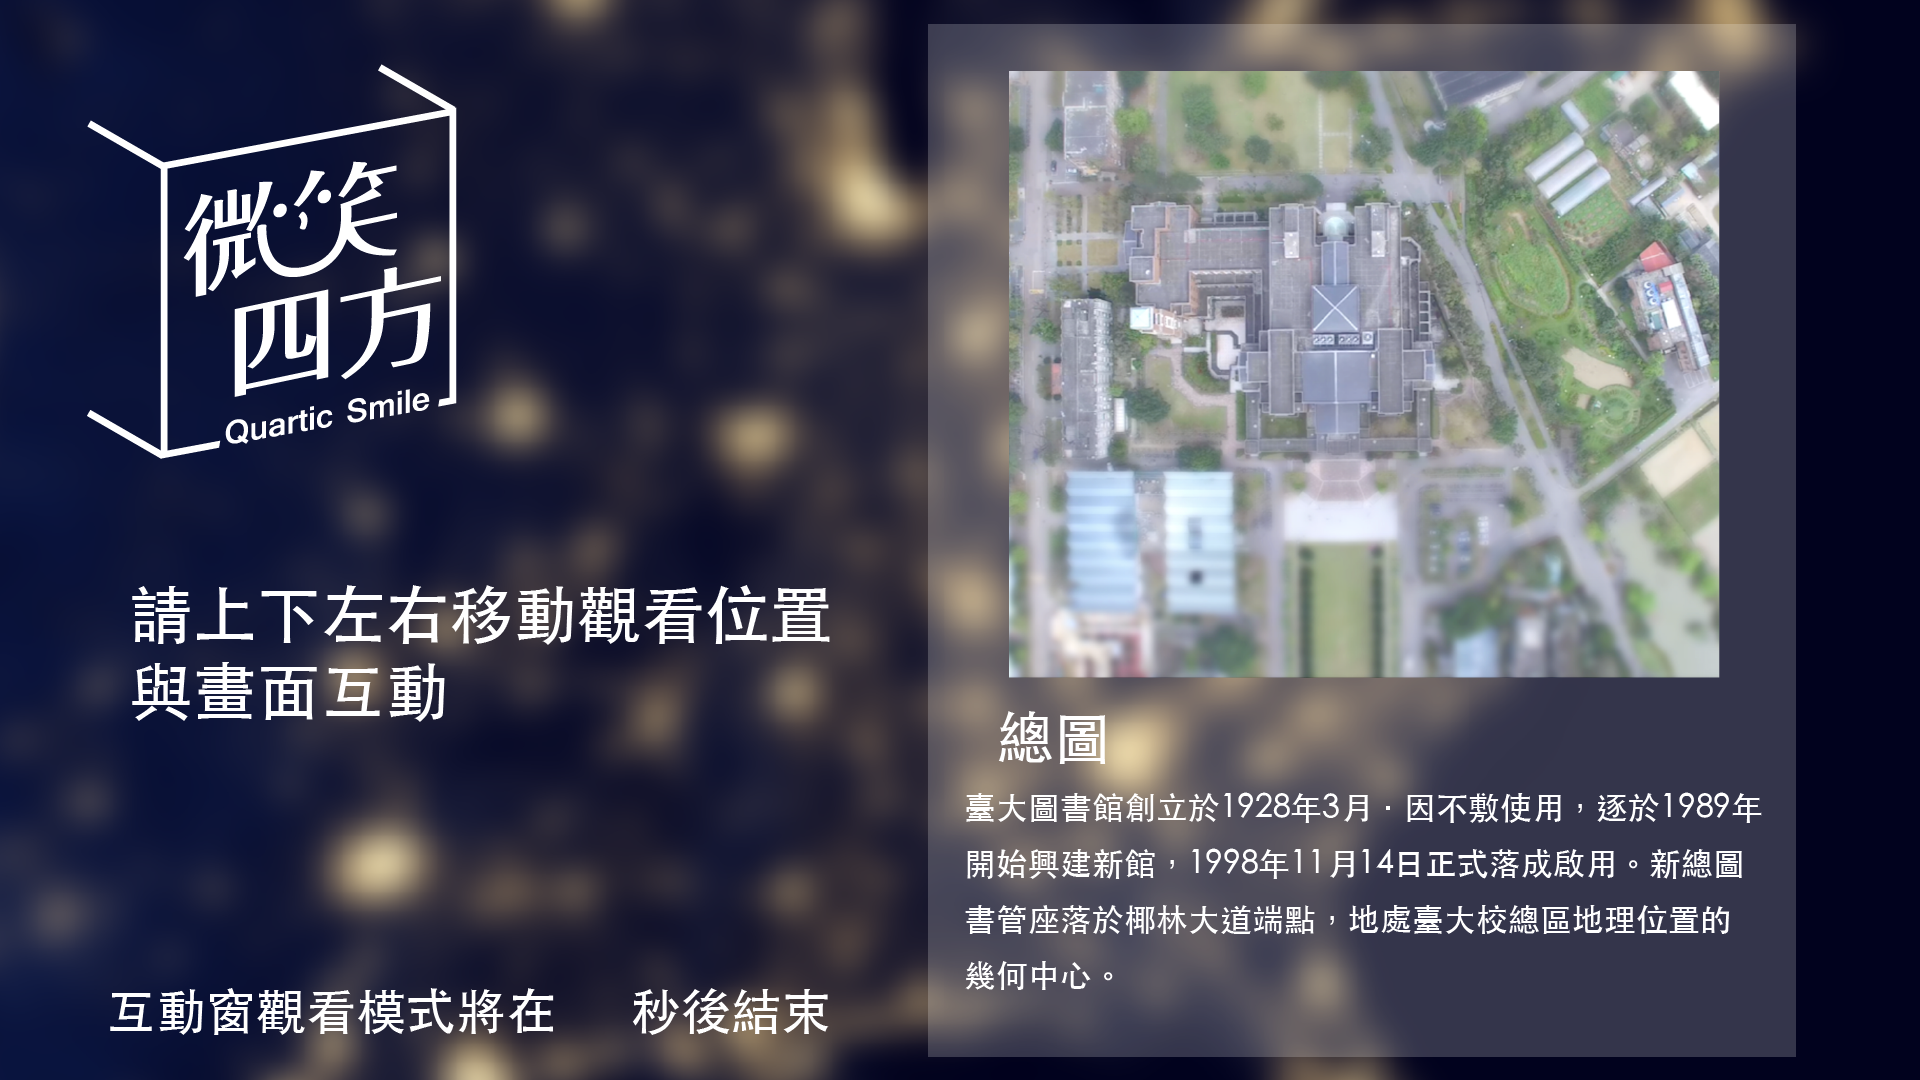 微笑
四方
Quartic Smile
請上下左右移動觀看位置
與畫面互動
互動窗觀看模式將在 秒後結束
總圖
臺大圖書館創立於1928年3月．因不敷使用，逐於1989年
開始興建新館，1998年11月14日正式落成啟用。新總圖
書管座落於椰林大道端點，地處臺大校總區地理位置的
幾何中心。